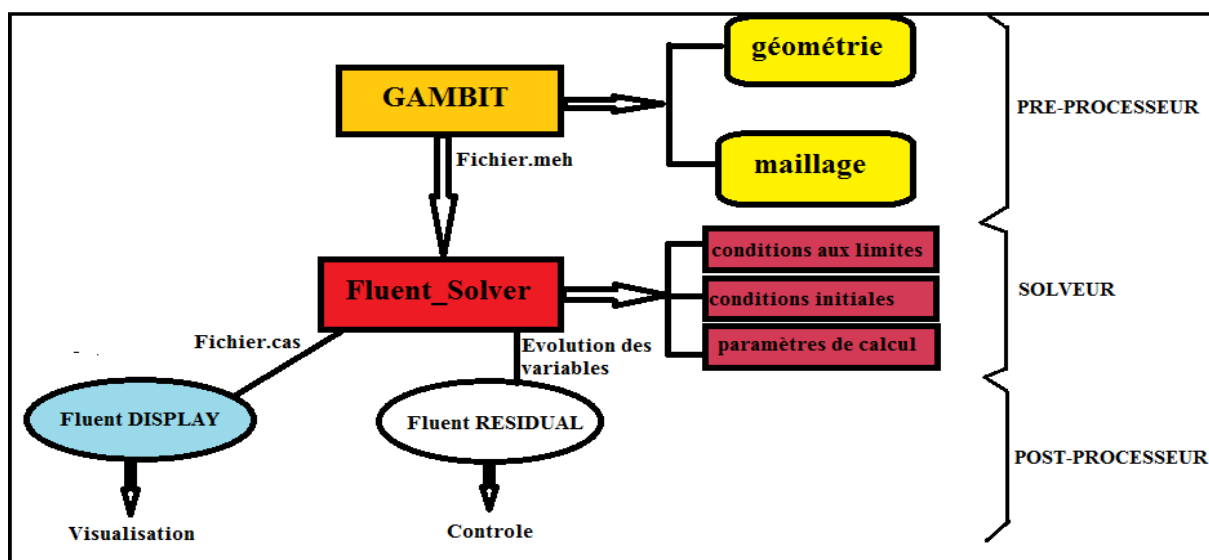 géométrie
GAMBIT
PRE-PROCESSEUR
Fichier.meh
maillage
conditions aux limites
Fluent_Solver
conditions initiales
SOLVEUR
paramètres de calcul
Fichier.cas
Evolution des
variables
Fluent DISPLAY
Fluent RESIDUAL
POST-PROCESSEUR
Visualisation
Controle